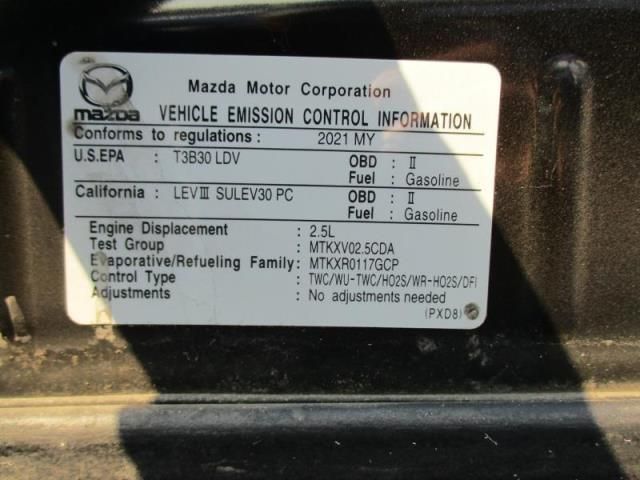 Mazda Motor Corporation
mazda VEHICLE EMISSION CONTROL INFORMATION
Conforms to regulations : 2021 MY
U.S.EPA : T3B30 LDV OBD : II
Fuel : Gasoline
California : LEVIII SULEV30 PC OBD : II
Fuel : Gasoline
Engine Displacement : 2.5L
Test Group : MTKXV02.5CDA
Evaporative/Refueling Family: MTKXR0117GCP
Control Type : TWC/WU-TWC/HO2S/WR-HO2S/DFI
Adjustments : No adjustments needed
(PXD8)